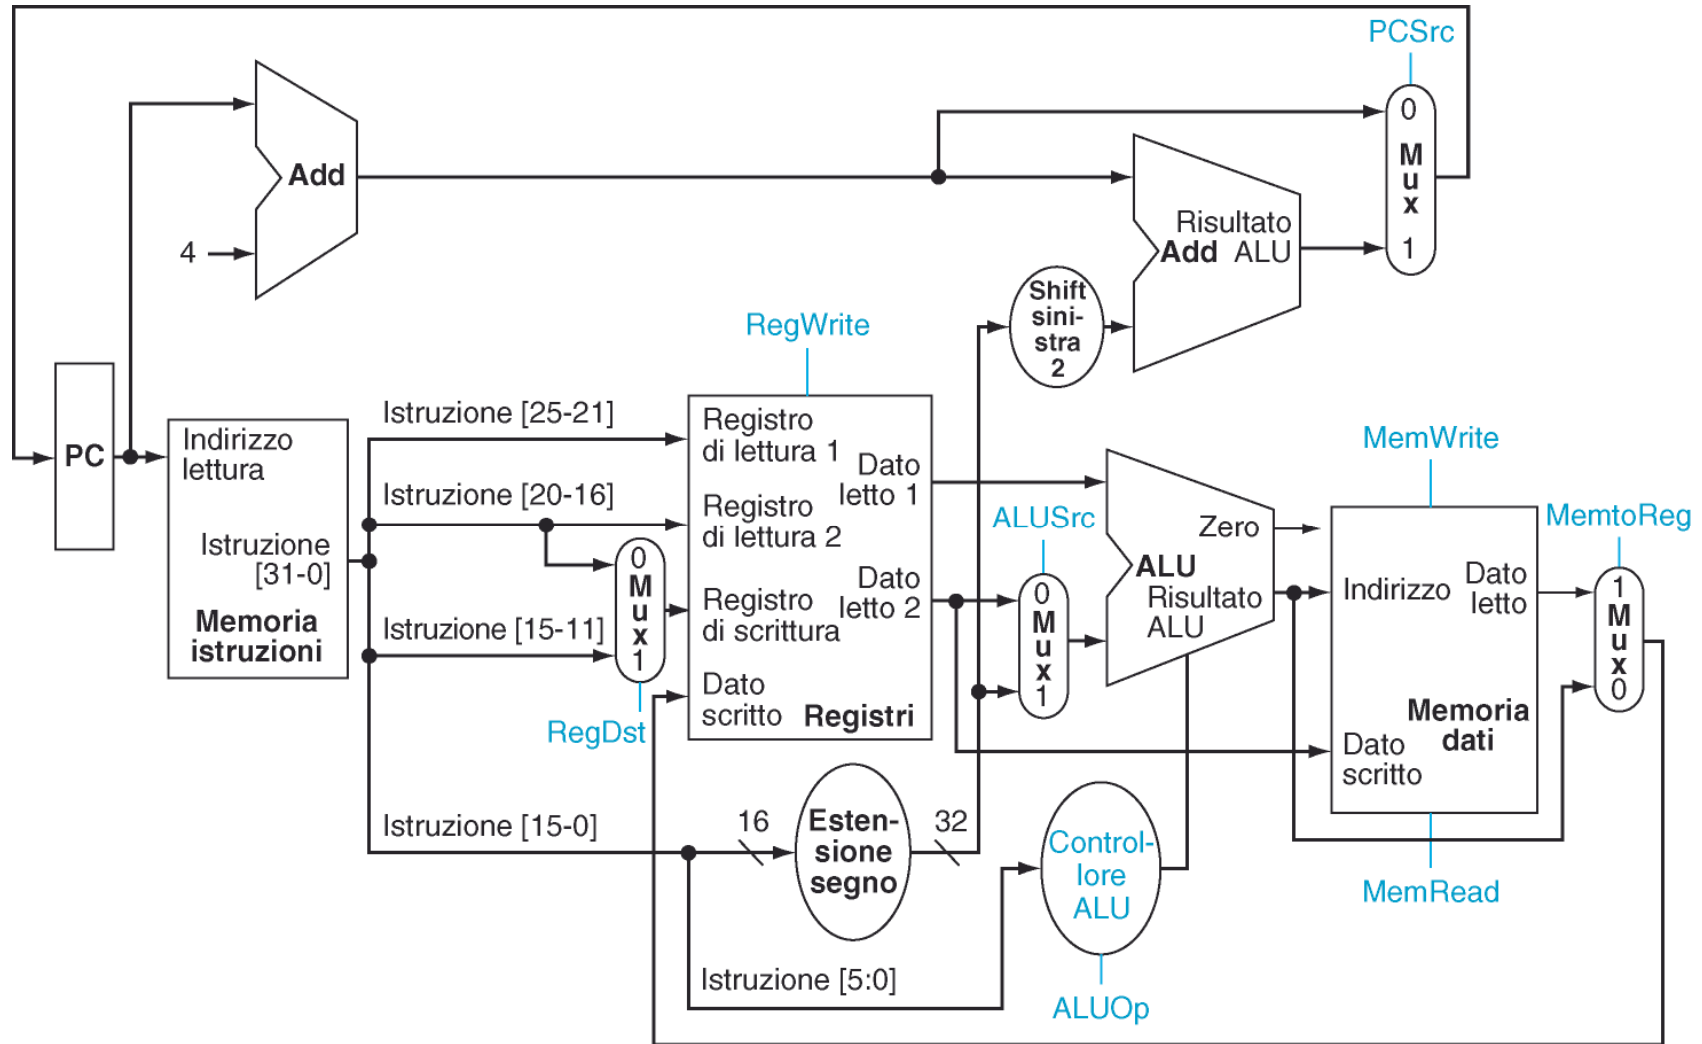 PCSrc
0
Mux
1
Add
4
Risultato
Add ALU
Shift
sini-
stra
2
RegWrite
PC
Indirizzo
lettura
Istruzione
[31-0]
Memoria
istruzioni
Istruzione [25-21]
Istruzione [20-16]
Istruzione [15-11]
Istruzione [15-0]
0
Mux
1
RegDst
Registro
di lettura 1
Registro
di lettura 2
Registro
di scrittura
Dato
scritto
Dato
letto 1
Dato
letto 2
Registri
ALUSrc
0
Mux
1
Zero
ALU
Risultato
ALU
MemWrite
Indirizzo
Dato
letto
Memoria
dati
Dato
scritto
MemRead
MemtoReg
1
Mux
0
16
Esten-
sione
segno
32
Control-
lore
ALU
Istruzione [5:0]
ALUOp